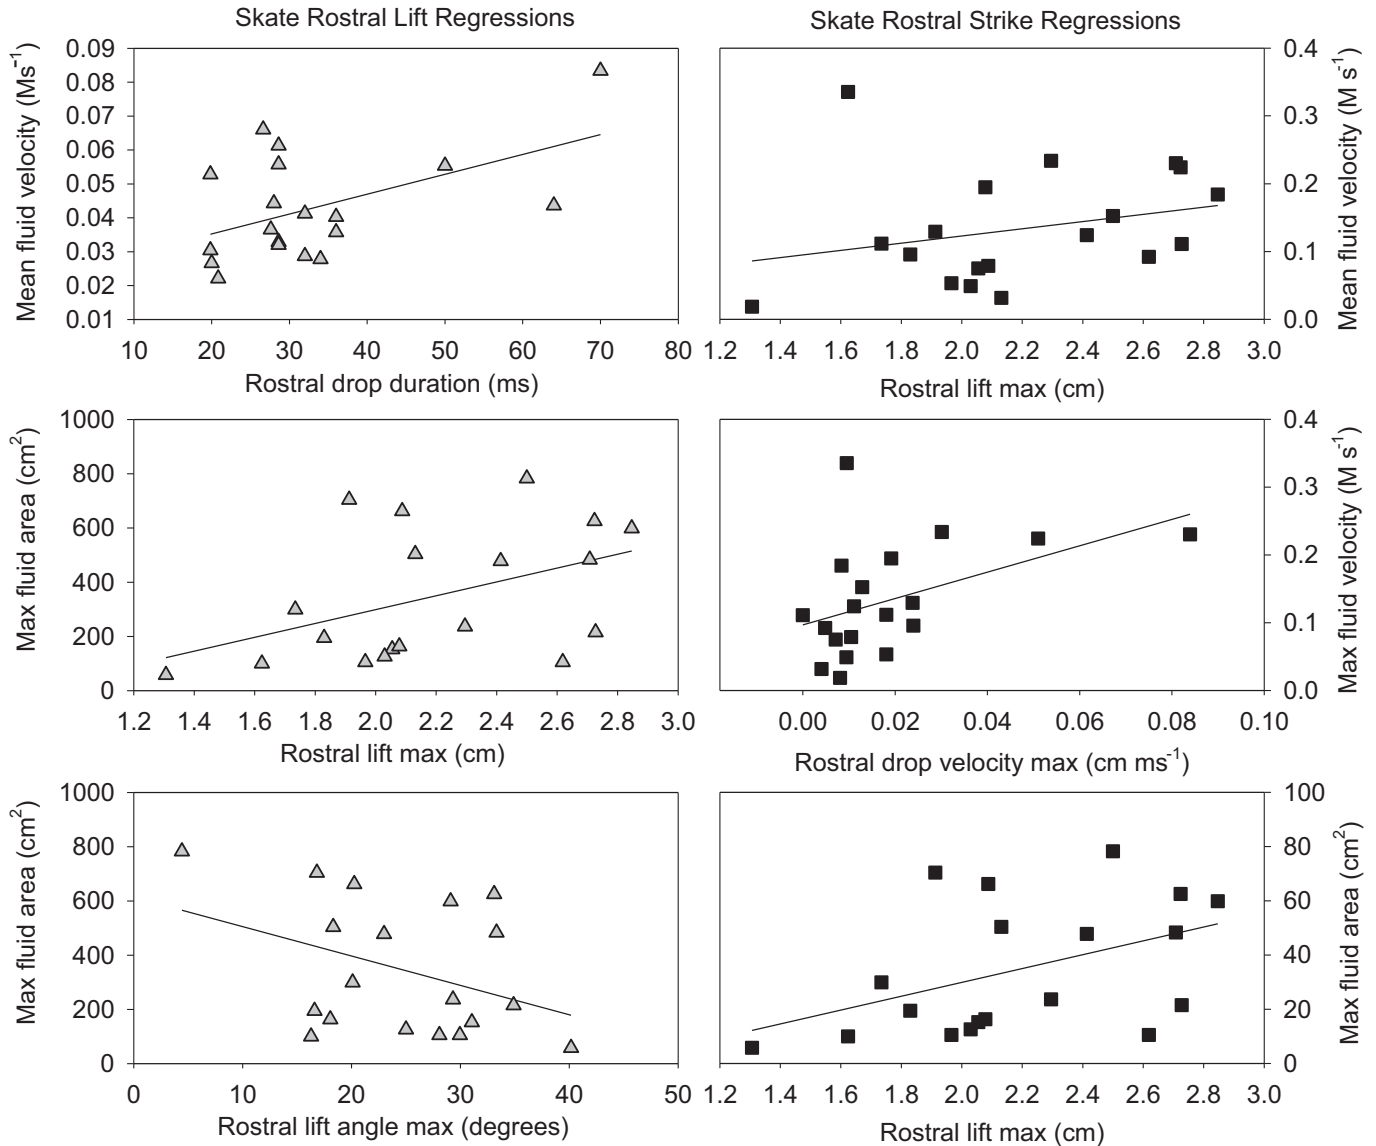 Skate Rostral Lift Regressions
Skate Rostral Strike Regressions
Mean fluid velocity (Ms⁻¹)
0.09
0.08
0.07
0.06
0.05
0.04
0.03
0.02
0.01
10 20 30 40 50 60 70 80
Rostral drop duration (ms)
0.4
0.3
0.2
0.1
0.0
Mean fluid velocity (M s⁻¹)
1.2 1.4 1.6 1.8 2.0 2.2 2.4 2.6 2.8 3.0
Rostral lift max (cm)
Max fluid area (cm²)
1000
800
600
400
200
0
1.2 1.4 1.6 1.8 2.0 2.2 2.4 2.6 2.8 3.0
Rostral lift max (cm)
0.4
0.3
0.2
0.1
0.0
Max fluid velocity (M s⁻¹)
0.00 0.02 0.04 0.06 0.08 0.10
Rostral drop velocity max (cm ms⁻¹)
Max fluid area (cm²)
1000
800
600
400
200
0
0 10 20 30 40 50
Rostral lift angle max (degrees)
100
80
60
40
20
0
Max fluid area (cm²)
1.2 1.4 1.6 1.8 2.0 2.2 2.4 2.6 2.8 3.0
Rostral lift max (cm)